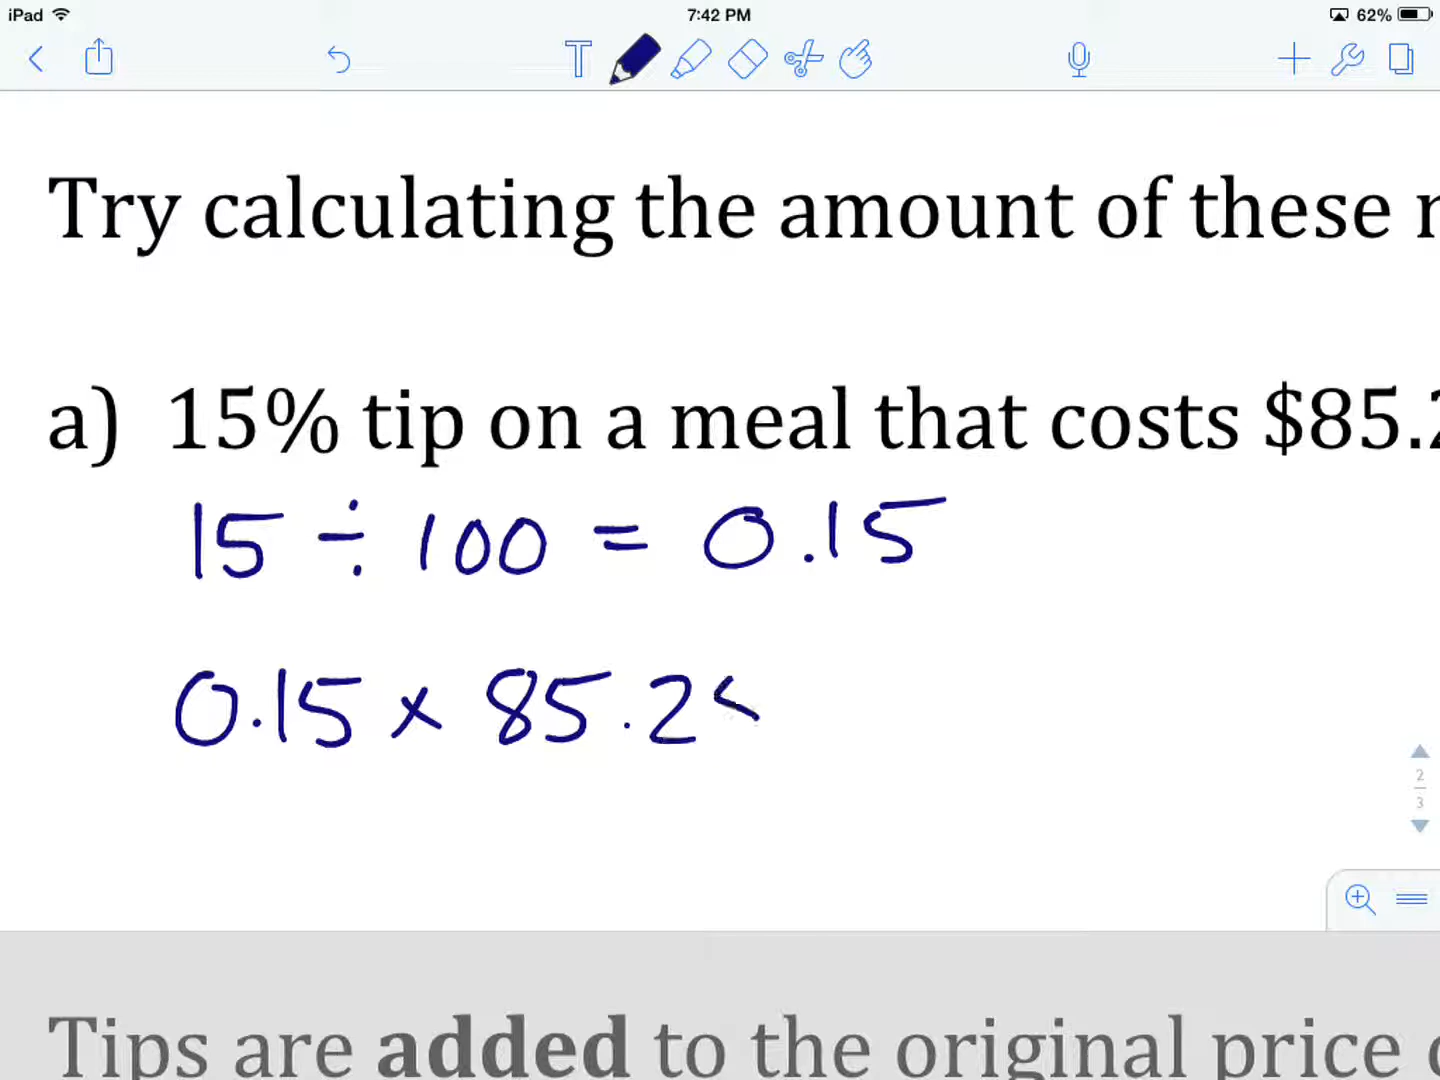 iPad 7:42 PM 62%
T
Try calculating the amount of these
a) 15% tip on a meal that costs $85.2
15 ÷ 100 = 0.15
0.15 × 85.2
2
3
Tips are added to the original price